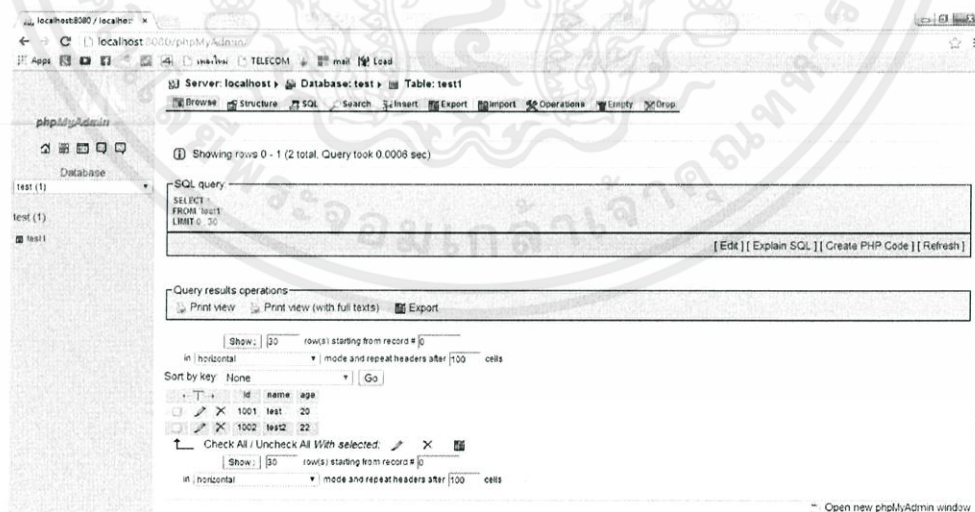 localhost:8080 / localhos ×
localhost:8080/phpMyAdmin/
Apps TELECOM mail Load
phpMyAdmin
Database
test (1)
test (1)
test1
Server: localhost ▸ Database: test ▸ Table: test1
Browse Structure SQL Search Insert Export Import Operations Empty Drop
Showing rows 0 - 1 (2 total, Query took 0.0006 sec)
SQL query:
SELECT *
FROM `test1`
LIMIT 0 , 30
[ Edit ] [ Explain SQL ] [ Create PHP Code ] [ Refresh ]
Query results operations
Print view Print view (with full texts) Export
Show : 30 row(s) starting from record # 0
in horizontal mode and repeat headers after 100 cells
Sort by key: None Go
←T→ id name age
1001 test 20
1002 test2 22
Check All / Uncheck All With selected:
Show : 30 row(s) starting from record # 0
in horizontal mode and repeat headers after 100 cells
Open new phpMyAdmin window